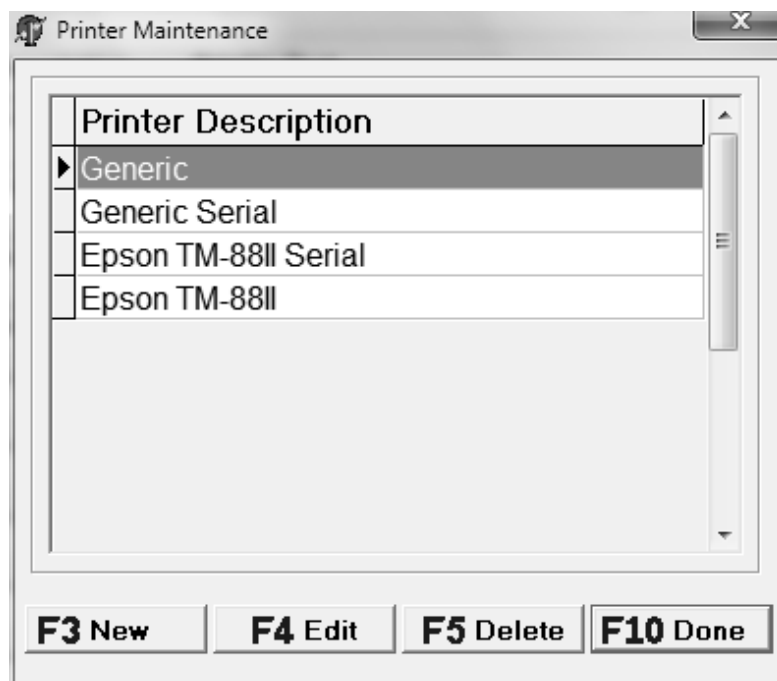 Printer Maintenance
Printer Description
Generic
Generic Serial
Epson TM-88II Serial
Epson TM-88II
F3 New F4 Edit F5 Delete F10 Done